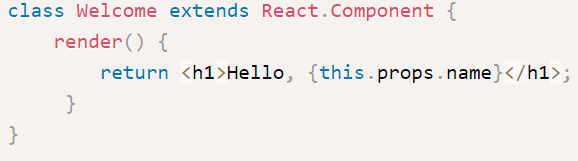 class Welcome extends React.Component {
render() {
return <h1>Hello, {this.props.name}</h1>;
}
}